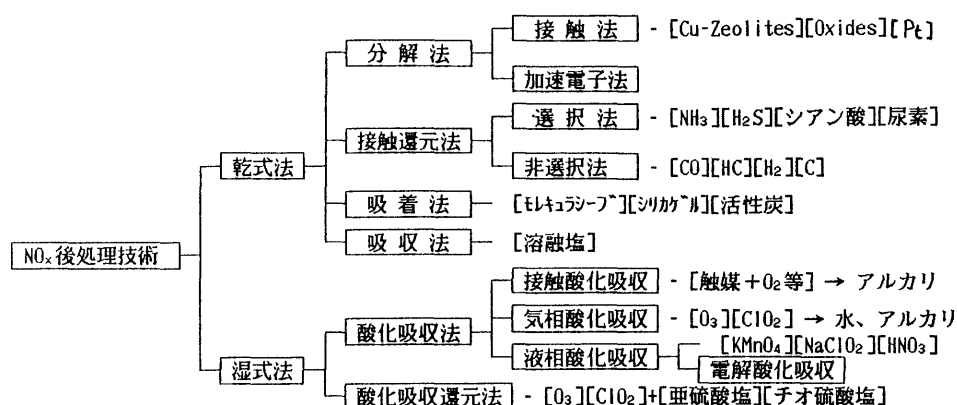 接触法 - [Cu-Zeolites][Oxides][Pt]
分解法
加速電子法
選択法 - [NH₃][H₂S][シアン酸][尿素]
接触還元法
乾式法
非選択法 - [CO][HC][H₂][C]
吸着法 [ﾓﾚｷｭﾗｼｰﾌﾞ][ｼﾘｶｹﾞﾙ][活性炭]
吸収法 [溶融塩]
NOₓ後処理技術
接触酸化吸収 - [触媒+O₂等] → アルカリ
酸化吸収法
気相酸化吸収 - [O₃][ClO₂] → 水、アルカリ
液相酸化吸収 [KMnO₄][NaClO₂][HNO₃]
湿式法
電解酸化吸収
酸化吸収還元法 - [O₃][ClO₂]+[亜硫酸塩][チオ硫酸塩]